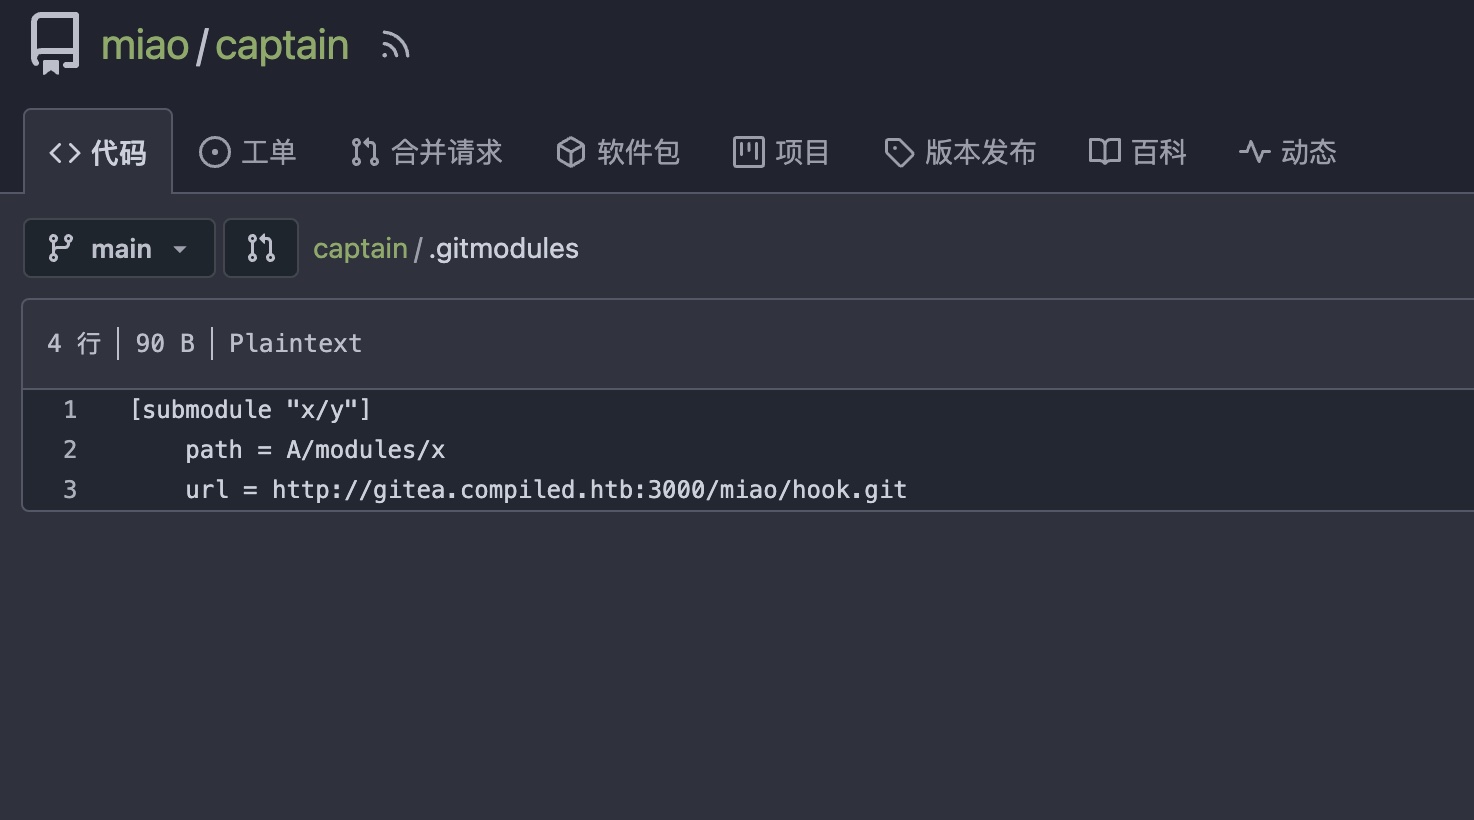 miao / captain
代码 工单 合并请求 软件包 项目 版本发布 百科 动态
main captain / .gitmodules
4 行 | 90 B | Plaintext
1 [submodule "x/y"]
2 path = A/modules/x
3 url = http://gitea.compiled.htb:3000/miao/hook.git